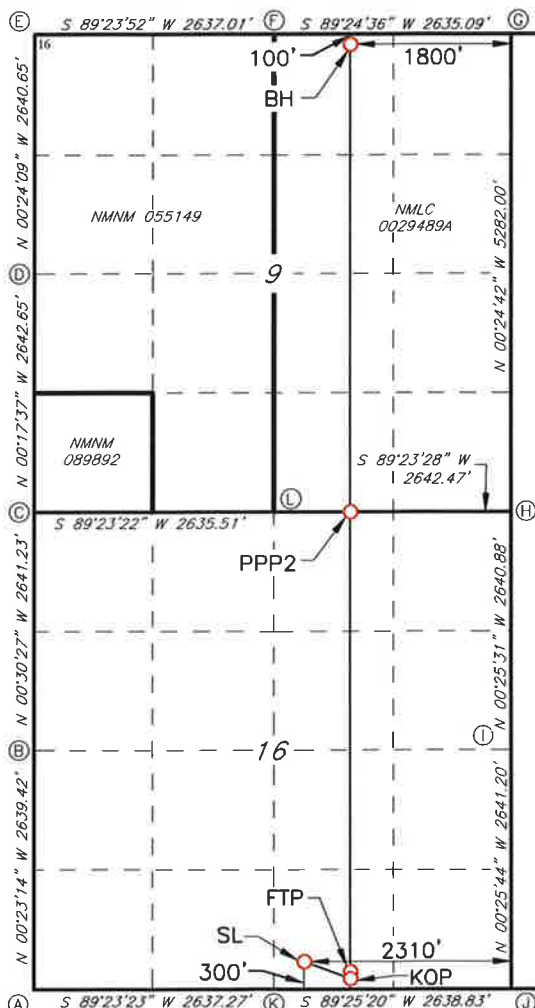 E S 89°23'52" W 2637.01' F S 89°24'36" W 2635.09' G
16
100'
1800'
BH
N 00°24'09" W 2640.65'
NMNM 055149
NMLC
0029489A
N 00°24'42" W 5282.00'
D
9
N 00°17'37" W 2642.65'
NMNM
089892
S 89°23'28" W
2642.47'
L
C
H
S 89°23'22" W 2635.51'
PPP2
N 00°30'27" W 2641.23'
N 00°25'31" W 2640.88'
I
B
16
N 00°23'14" W 2639.42'
N 00°25'44" W 2641.20'
FTP
SL
2310'
300'
KOP
A S 89°23'23" W 2637.27' K S 89°25'20" W 2638.83' J